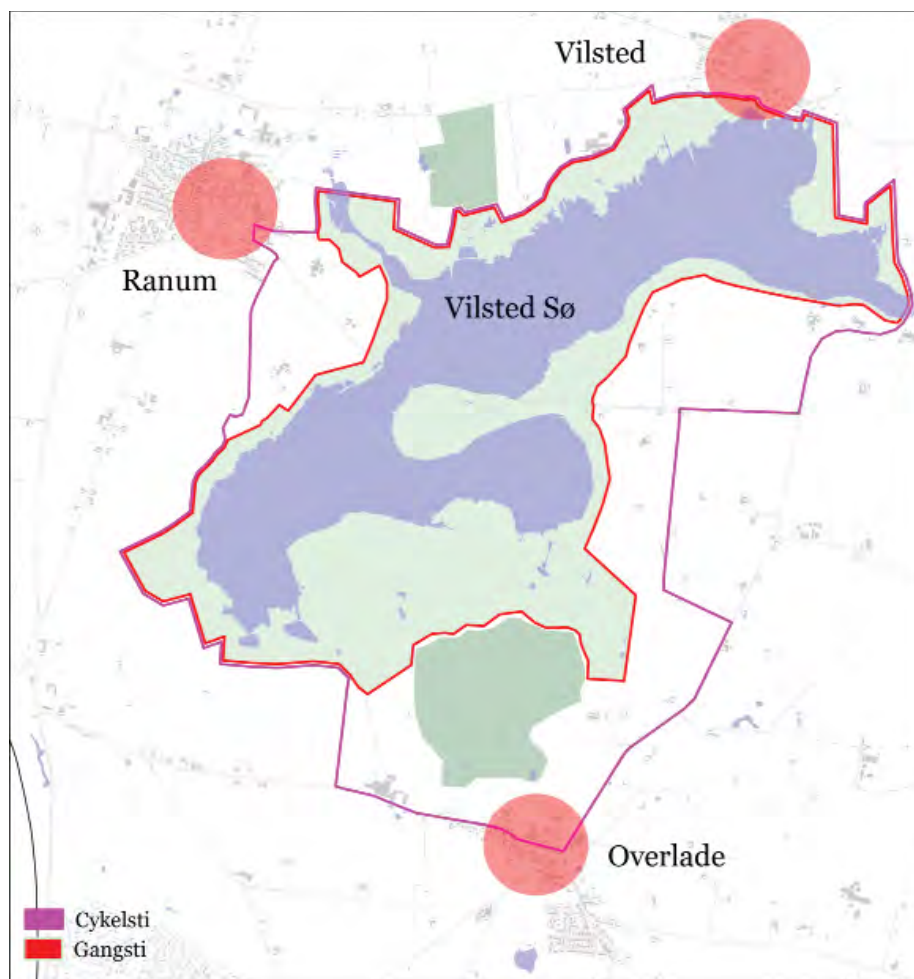 Vilsted
Ranum
Vilsted Sø
Overlade
Cykelsti
Gangsti